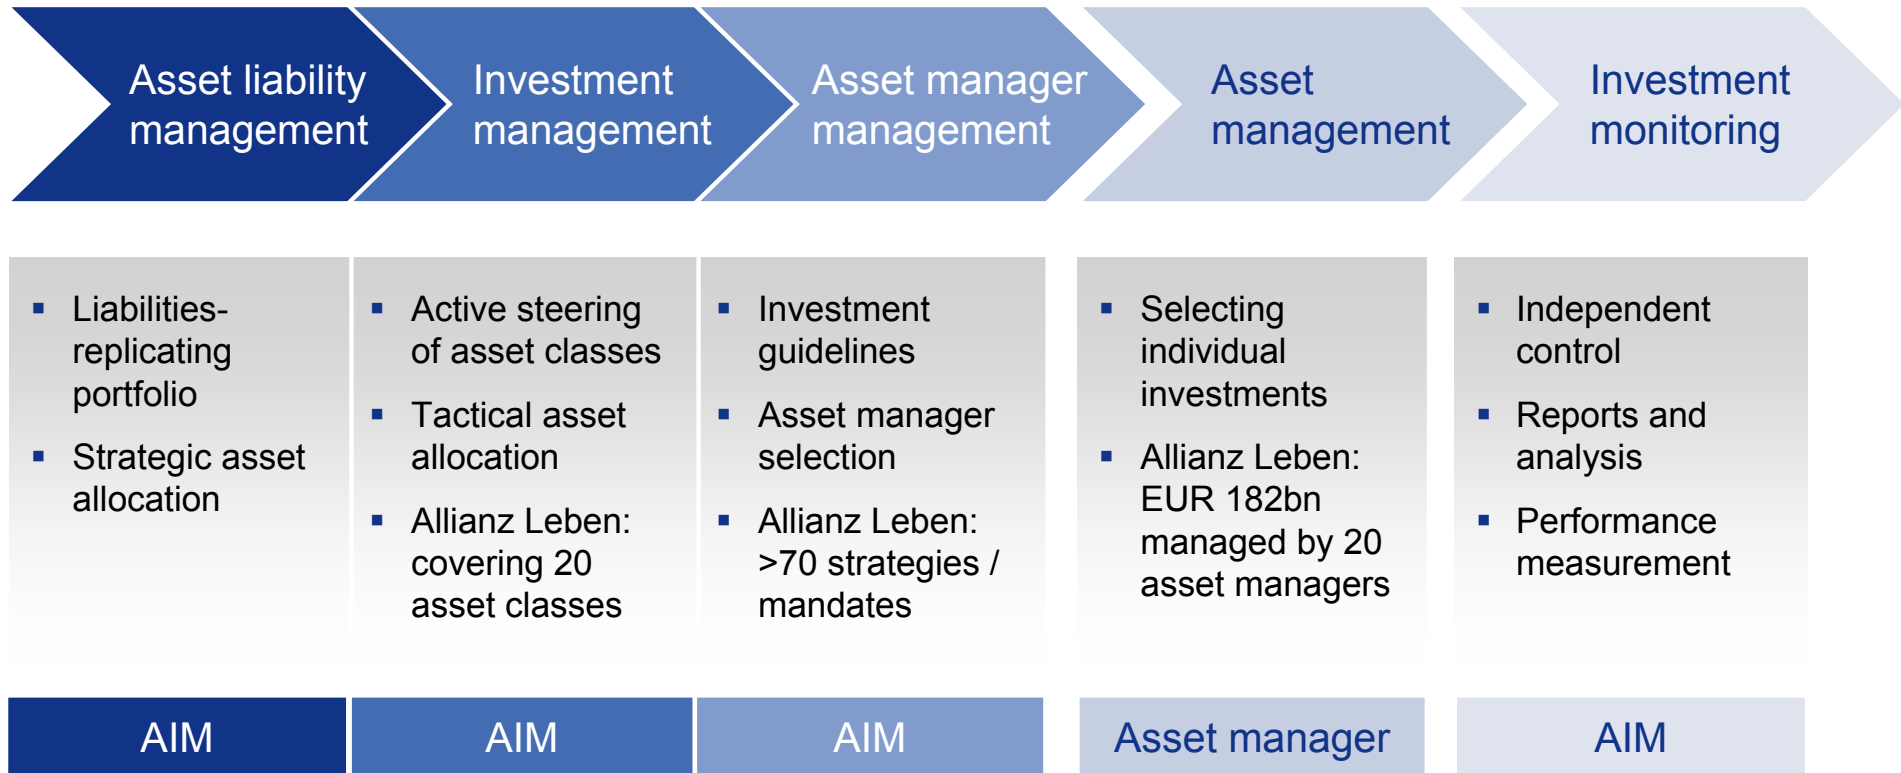 Asset liability
management
Investment
management
Asset manager
management
Asset
management
Investment
monitoring
▪ Liabilities-
replicating
portfolio
▪ Strategic asset
allocation
▪ Active steering
of asset classes
▪ Tactical asset
allocation
▪ Allianz Leben:
covering 20
asset classes
▪ Investment
guidelines
▪ Asset manager
selection
▪ Allianz Leben:
>70 strategies /
mandates
▪ Selecting
individual
investments
▪ Allianz Leben:
EUR 182bn
managed by 20
asset managers
▪ Independent
control
▪ Reports and
analysis
▪ Performance
measurement
AIM
AIM
AIM
Asset manager
AIM